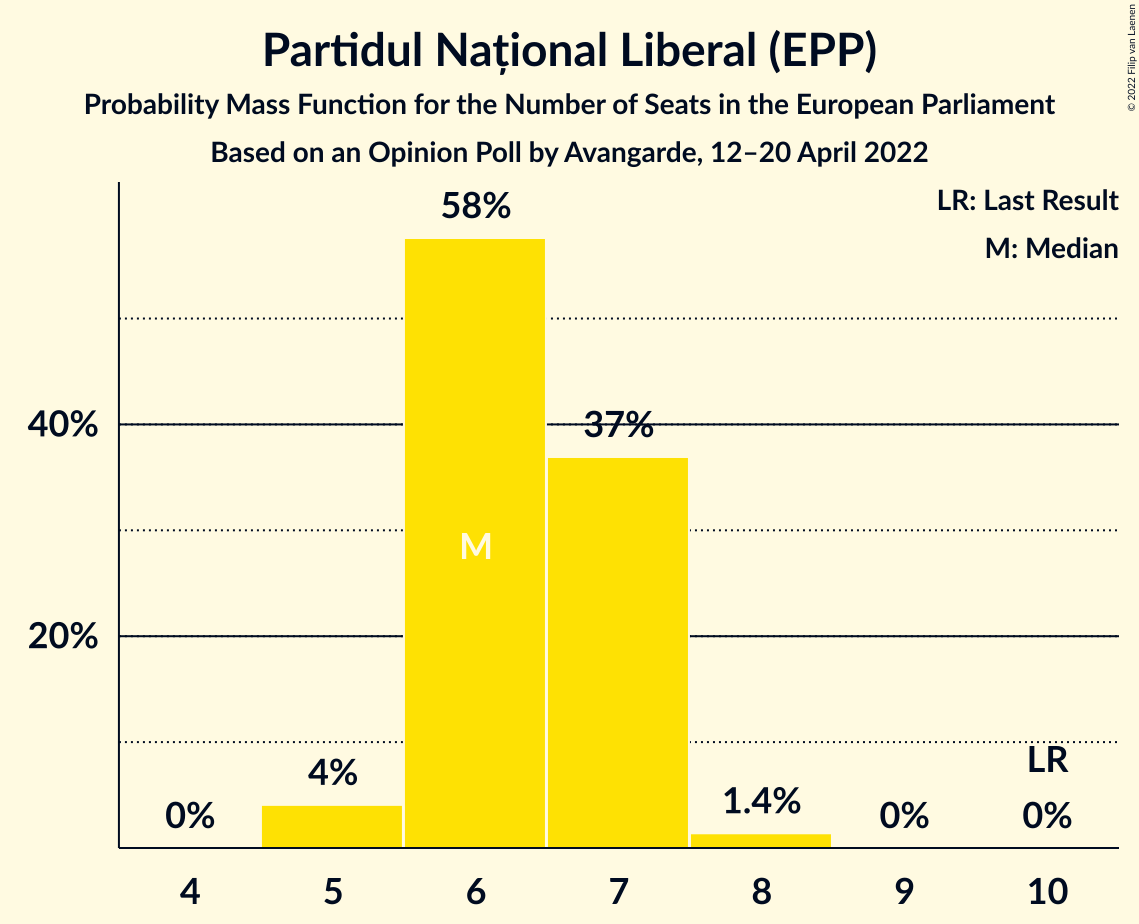 Partidul Național Liberal (EPP)
Probability Mass Function for the Number of Seats in the European Parliament
Based on an Opinion Poll by Avangarde, 12–20 April 2022
© 2022 Filip van Laenen
LR: Last Result
M: Median
58%
40%
37%
M
20%
LR
4%
1.4%
0%
0%
0%
4 5 6 7 8 9 10